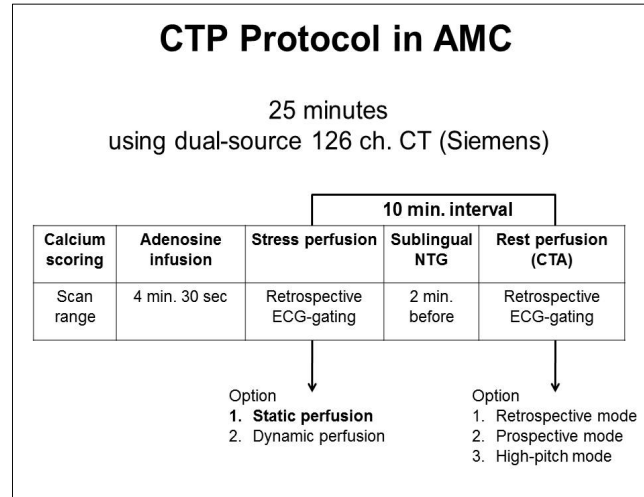 CTP Protocol in AMC
25 minutes
using dual-source 126 ch. CT (Siemens)
10 min. interval
Calcium scoring
Adenosine infusion
Stress perfusion
Sublingual NTG
Rest perfusion (CTA)
Scan range
4 min. 30 sec
Retrospective ECG-gating
2 min. before
Retrospective ECG-gating
Option
1. Static perfusion
2. Dynamic perfusion
Option
1. Retrospective mode
2. Prospective mode
3. High-pitch mode